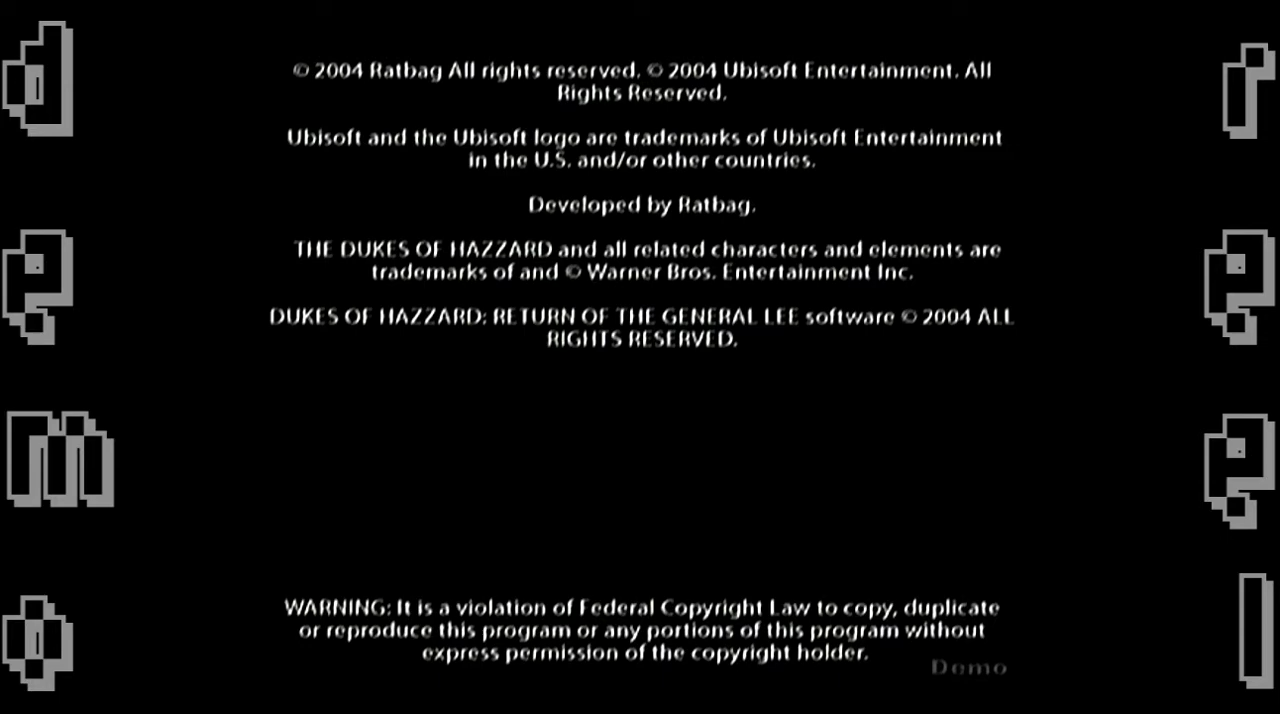 © 2004 Ratbag All rights reserved. © 2004 Ubisoft Entertainment. All
Rights Reserved.
Ubisoft and the Ubisoft logo are trademarks of Ubisoft Entertainment
in the U.S. and/or other countries.
Developed by Ratbag.
THE DUKES OF HAZZARD and all related characters and elements are
trademarks of and © Warner Bros. Entertainment Inc.
DUKES OF HAZZARD: RETURN OF THE GENERAL LEE software © 2004 ALL
RIGHTS RESERVED.
WARNING: It is a violation of Federal Copyright Law to copy, duplicate
or reproduce this program or any portions of this program without
express permission of the copyright holder.
Demo
demo
reel